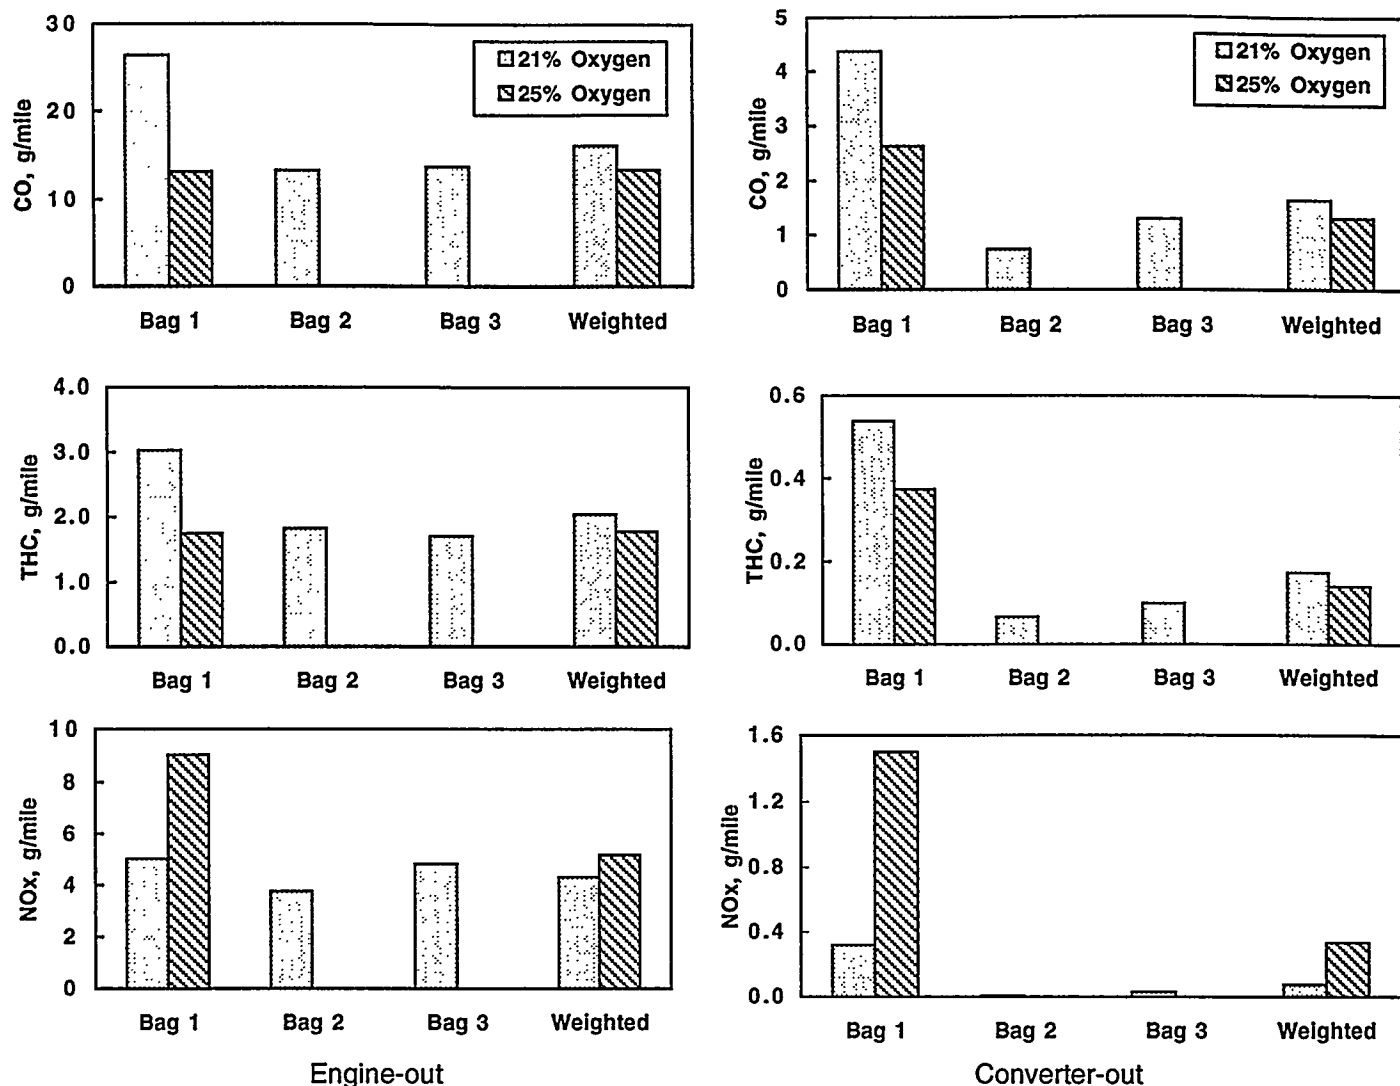 CO, g/mile
30
20
10
0
21% Oxygen
25% Oxygen
Bag 1 Bag 2 Bag 3 Weighted
CO, g/mile
5
4
3
2
1
0
21% Oxygen
25% Oxygen
Bag 1 Bag 2 Bag 3 Weighted
THC, g/mile
4.0
3.0
2.0
1.0
0.0
Bag 1 Bag 2 Bag 3 Weighted
THC, g/mile
0.6
0.4
0.2
0.0
Bag 1 Bag 2 Bag 3 Weighted
NOx, g/mile
10
8
6
4
2
0
Bag 1 Bag 2 Bag 3 Weighted
Engine-out
NOx, g/mile
1.6
1.2
0.8
0.4
0.0
Bag 1 Bag 2 Bag 3 Weighted
Converter-out